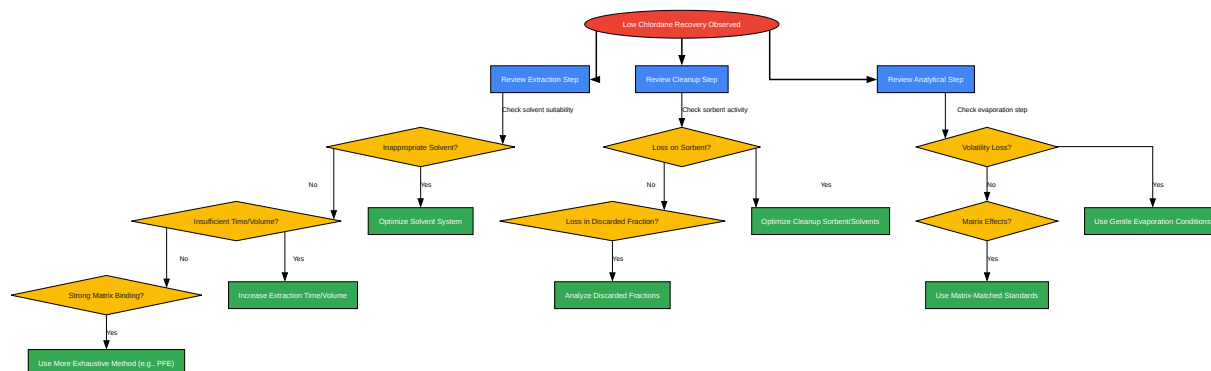 Low Chlordane Recovery Observed
Review Extraction Step
Review Cleanup Step
Review Analytical Step
Check solvent suitability
Check sorbent activity
Check evaporation step
Inappropriate Solvent?
Loss on Sorbent?
Volatility Loss?
No
Yes
No
Yes
No
Yes
Insufficient Time/Volume?
Optimize Solvent System
Loss in Discarded Fraction?
Optimize Cleanup Sorbent/Solvents
Matrix Effects?
Use Gentle Evaporation Conditions
No
Yes
Yes
Yes
Strong Matrix Binding?
Increase Extraction Time/Volume
Analyze Discarded Fractions
Use Matrix-Matched Standards
Yes
Use More Exhaustive Method (e.g., PFE)